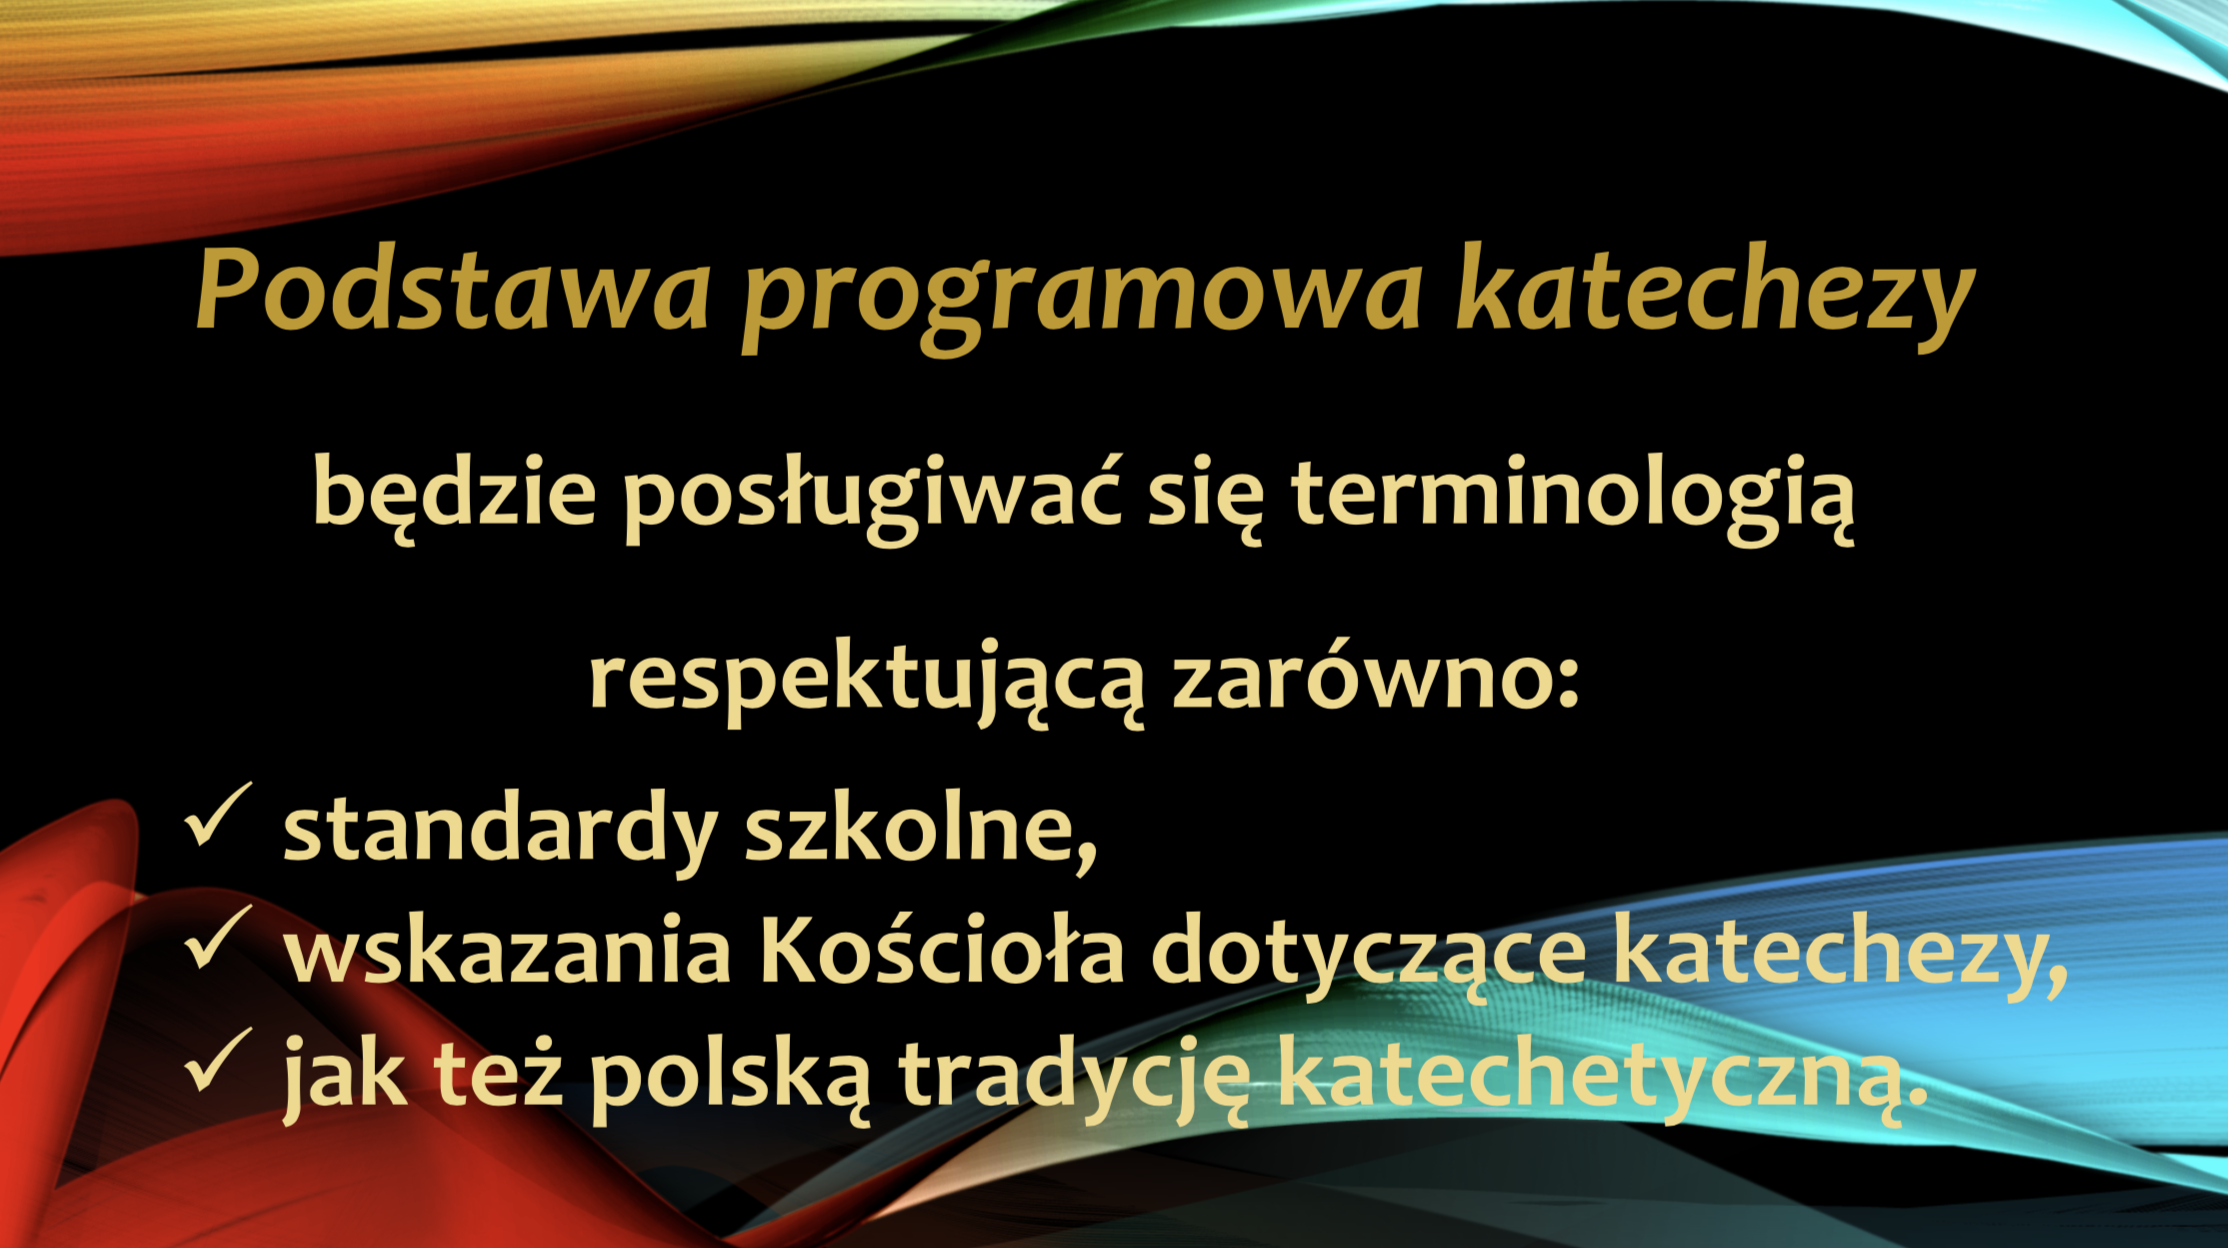 Podstawa programowa katechezy
będzie posługiwać się terminologią
respektującą zarówno:
✓ standardy szkolne,
✓ wskazania Kościoła dotyczące katechezy,
✓ jak też polską tradycję katechetyczną.